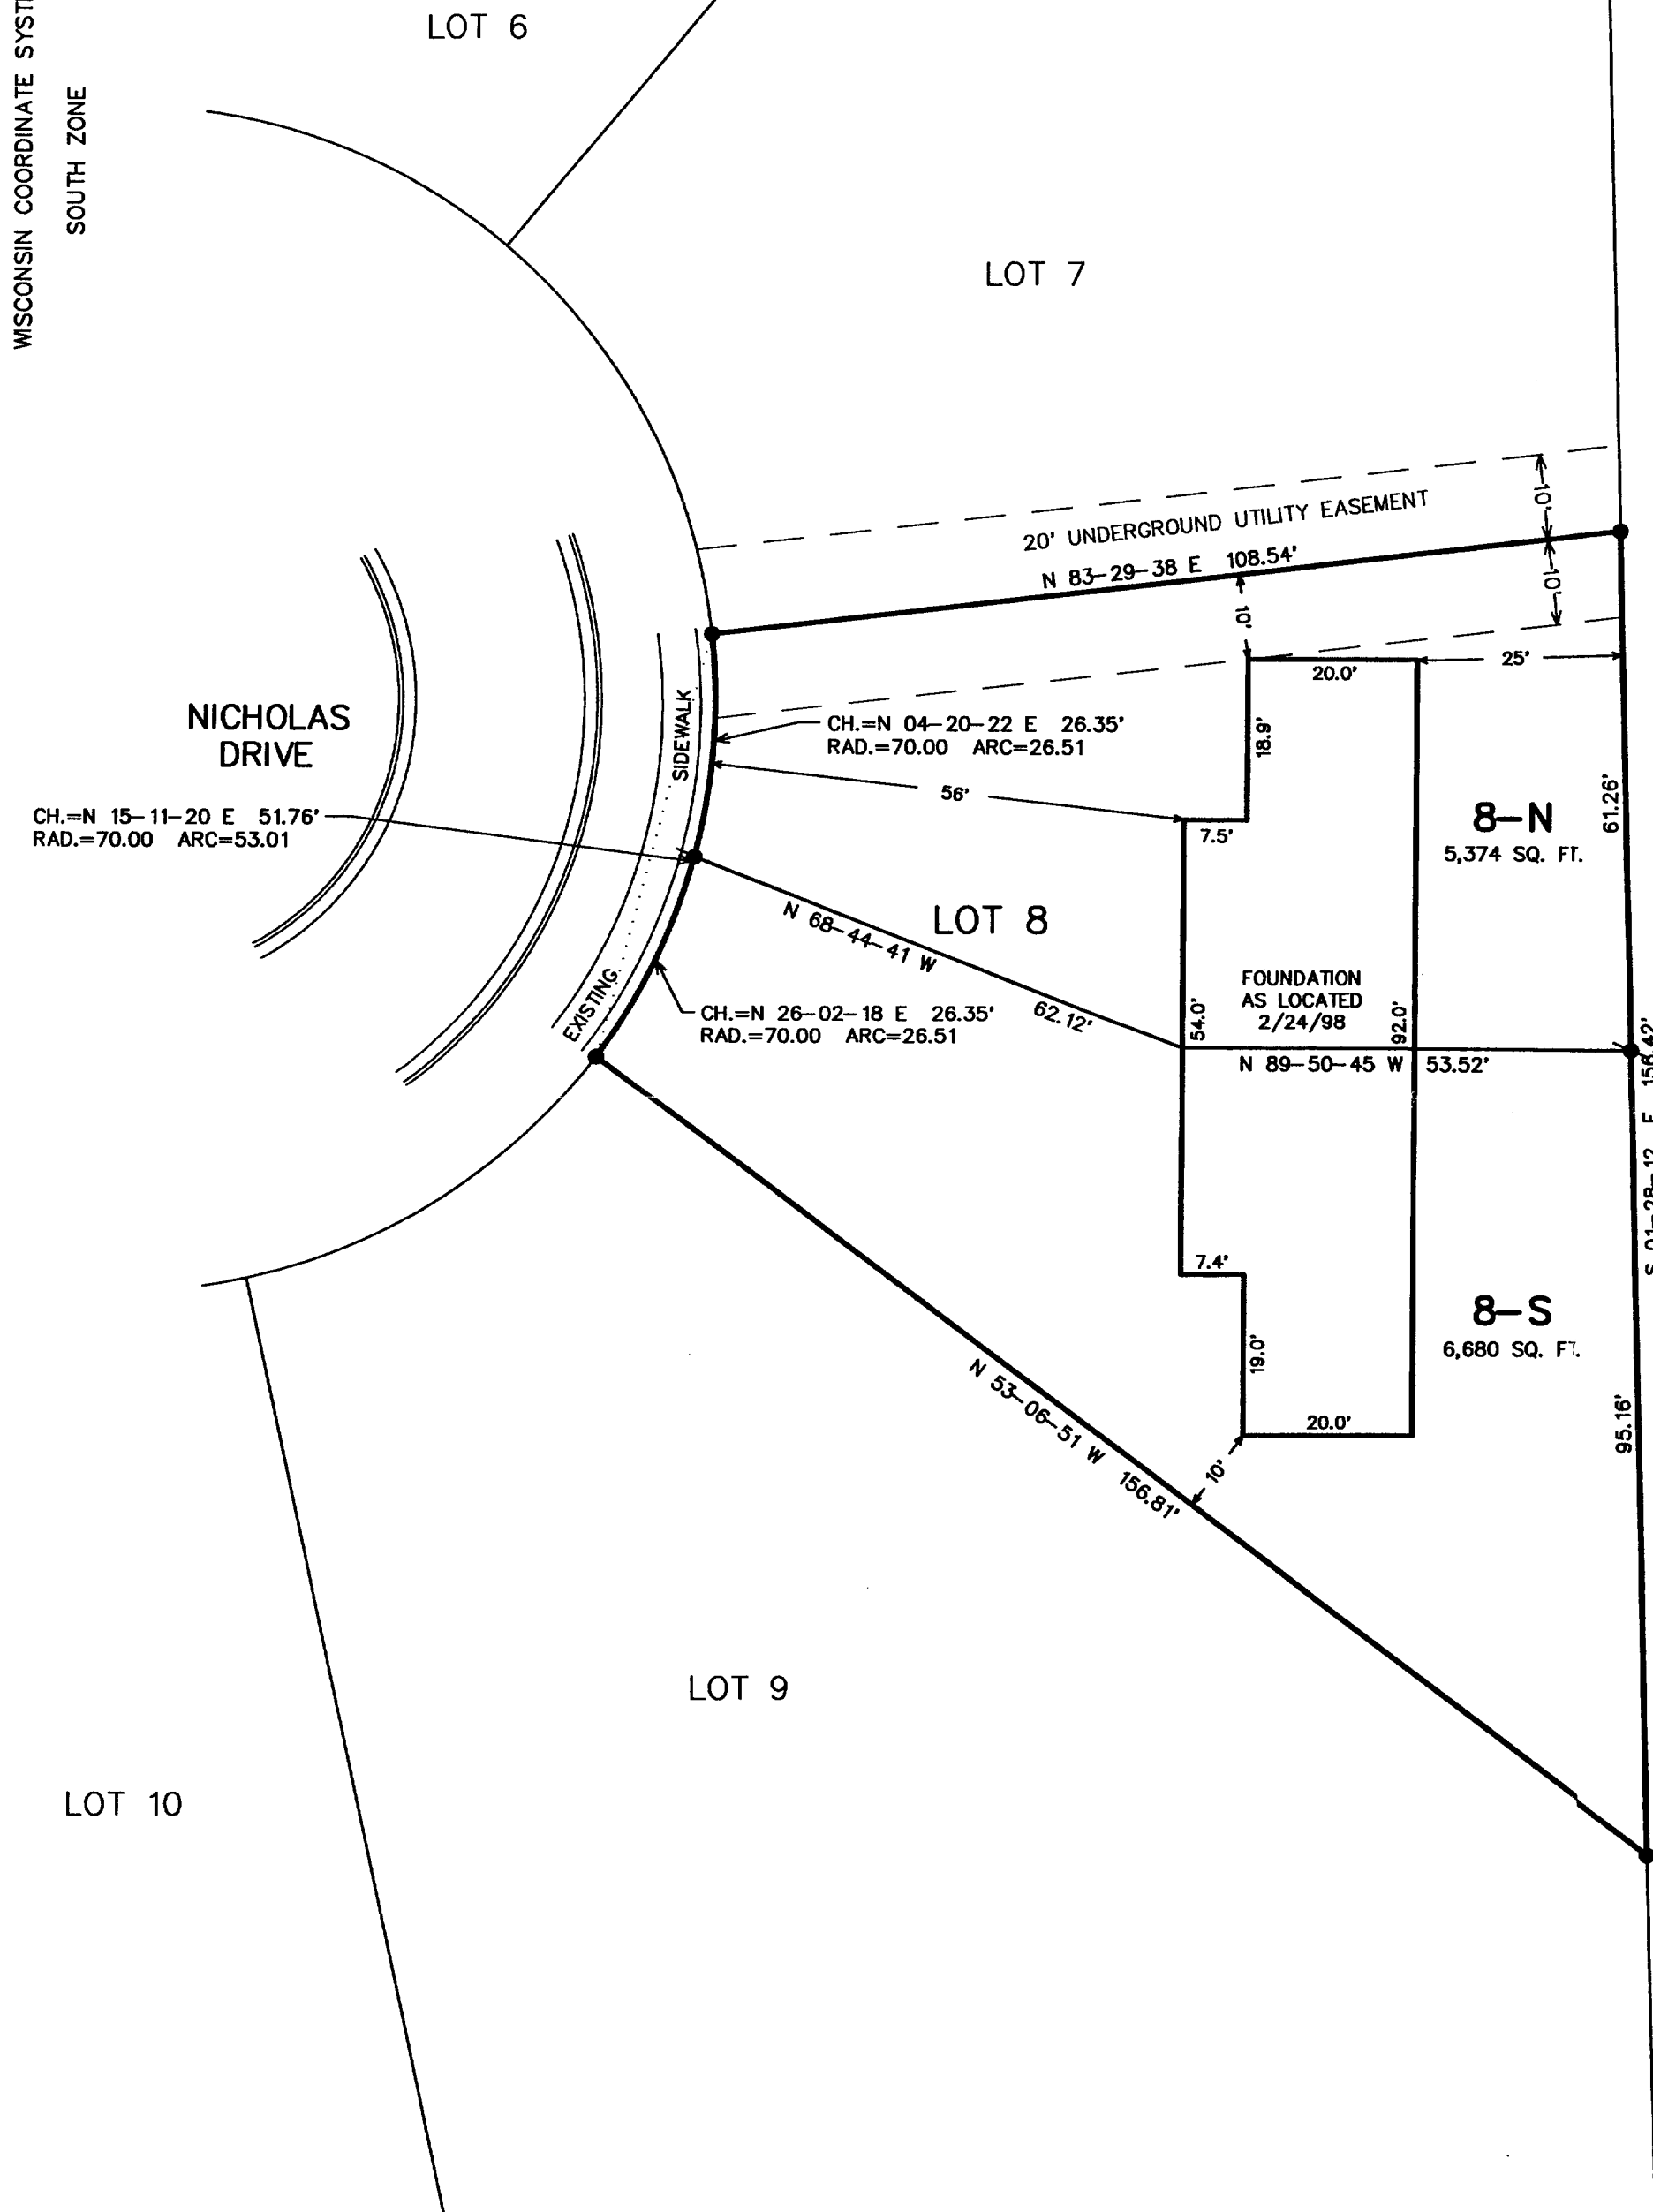 LOT 6
WISCONSIN COORDINATE
SOUTH ZONE
LOT 7
20' UNDERGROUND UTILITY EASEMENT
N 83-29-38 E 108.54'
10'
10'
10'
25'
20.0'
18.9'
SIDEWALK
EXISTING
NICHOLAS
DRIVE
CH.=N 04-20-22 E 26.35'
RAD.=70.00 ARC=26.51
56'
7.5'
CH.=N 15-11-20 E 51.76'
RAD.=70.00 ARC=53.01
8-N
5,374 SQ. FT.
61.26'
LOT 8
N 68-44-41 W 62.12'
FOUNDATION
AS LOCATED
2/24/98
54.0'
92.0'
CH.=N 26-02-18 E 26.35'
RAD.=70.00 ARC=26.51
N 89-50-45 W 53.52'
S 01-28-12 E 156.42'
7.4'
19.0'
20.0'
8-S
6,680 SQ. FT.
95.16'
10'
N 53-06-51 W 156.81'
LOT 9
LOT 10